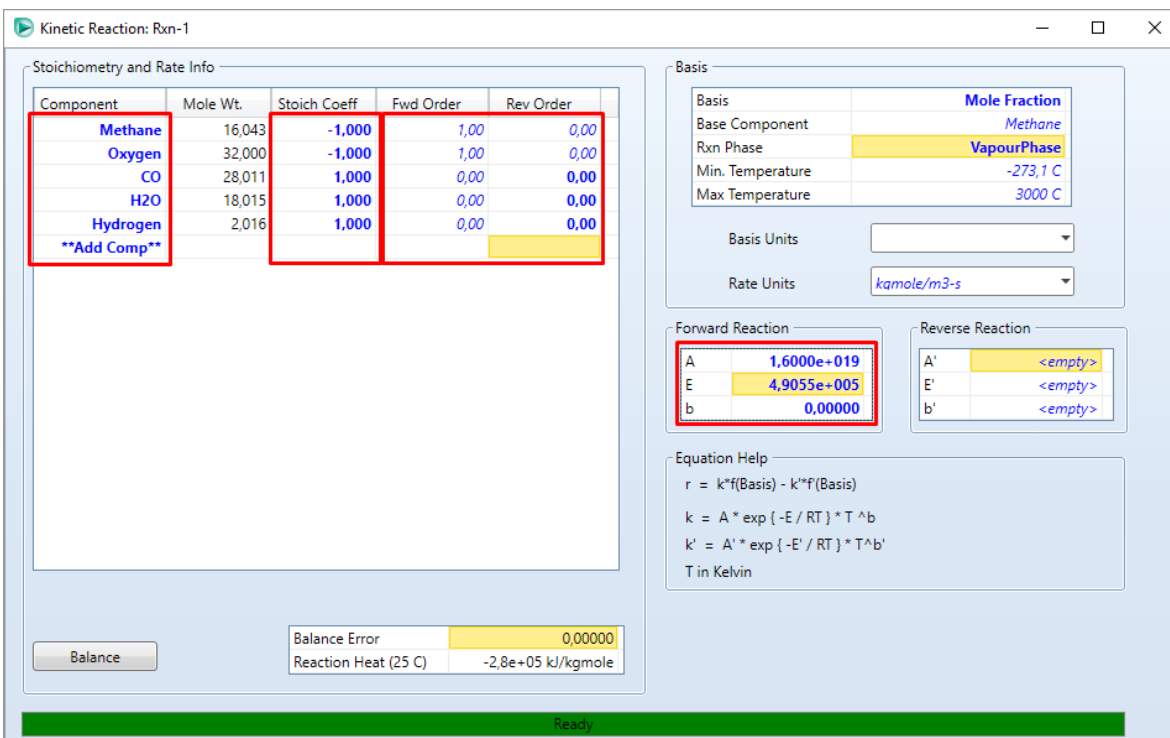 Kinetic Reaction: Rxn-1
Stoichiometry and Rate Info
Component Mole Wt. Stoich Coeff Fwd Order Rev Order
Methane 16,043 -1,000 1,00 0,00
Oxygen 32,000 -1,000 1,00 0,00
CO 28,011 1,000 0,00 0,00
H2O 18,015 1,000 0,00 0,00
Hydrogen 2,016 1,000 0,00 0,00
**Add Comp**
Balance
Balance Error 0,00000
Reaction Heat (25 C) -2,8e+05 kJ/kgmole
Basis
Basis Mole Fraction
Base Component Methane
Rxn Phase VapourPhase
Min. Temperature -273,1 C
Max Temperature 3000 C
Basis Units
Rate Units kgmole/m3-s
Forward Reaction
A 1,6000e+019
E 4,9055e+005
b 0,00000
Reverse Reaction
A' <empty>
E' <empty>
b' <empty>
Equation Help
r = k*f(Basis) - k'*f'(Basis)
k = A * exp { -E / RT } * T ^b
k' = A' * exp { -E' / RT } * T^b'
T in Kelvin
Ready